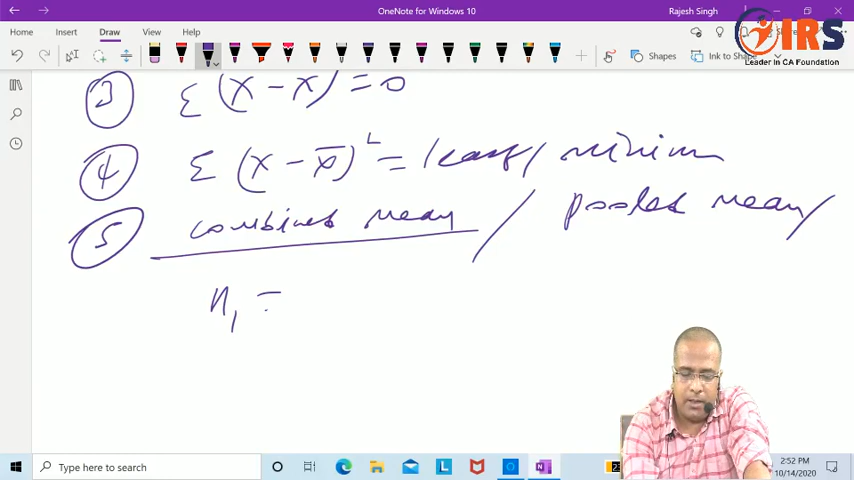 OneNote for Windows 10
Rajesh Singh
Home Insert Draw View Help
Shapes Ink to Shape
IRS
Leader In CA Foundation
3 Σ (x - x̄) = 0
4 Σ (x - x̄)² = least / minimum
5 combined mean / pooled mean /
n₁ =
Type here to search
2:52 PM
10/14/2020